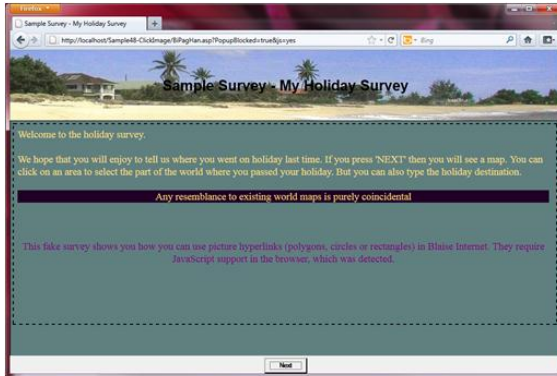 Firefox
Sample Survey - My Holiday Survey
http://localhost/Sample48-ClickImage/BiPagHan.asp?PopupBlocked=true&js=yes
Bing
Sample Survey - My Holiday Survey
Welcome to the holiday survey.
We hope that you will enjoy to tell us where you went on holiday last time. If you press 'NEXT' then you will see a map. You can
click on an area to select the part of the world where you passed your holiday. But you can also type the holiday destination.
Any resemblance to existing world maps is purely coincidental
This fake survey shows you how you can use picture hyperlinks (polygons, circles or rectangles) in Blaise Internet. They require
JavaScript support in the browser, which was detected.
Next